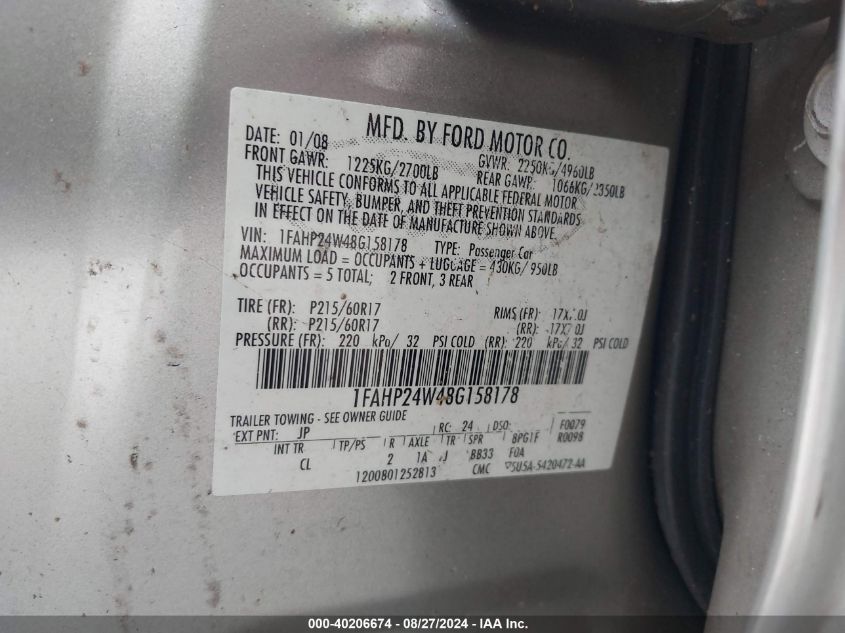 MFD. BY FORD MOTOR CO.
DATE: 01/08 GVWR: 2250KG/4960LB
FRONT GAWR: 1225KG/2700LB REAR GAWR: 1066KG/2350LB
THIS VEHICLE CONFORMS TO ALL APPLICABLE FEDERAL MOTOR
VEHICLE SAFETY, BUMPER, AND THEFT PREVENTION STANDARDS
IN EFFECT ON THE DATE OF MANUFACTURE SHOWN ABOVE.
VIN: 1FAHP24W48G158178 TYPE: Passenger Car
MAXIMUM LOAD = OCCUPANTS + LUGGAGE = 430KG/ 950LB
OCCUPANTS = 5 TOTAL; 2 FRONT, 3 REAR
TIRE (FR): P215/60R17 RIMS (FR): 17X7.0J
(RR): P215/60R17 (RR): 17X7.0J
PRESSURE (FR): 220 kPa/ 32 PSI COLD (RR): 220 kPa/ 32 PSI COLD
1FAHP24W48G158178
TRAILER TOWING - SEE OWNER GUIDE
EXT PNT: JP RC: 24 DSO: F0079
INT TR TP/PS R AXLE TR SPR BPG1F R0098
CL 2 1A J BB33 F0A
1200801252813 CMC 5U5A-5420472-AA
000-40206674 - 08/27/2024 - IAA Inc.